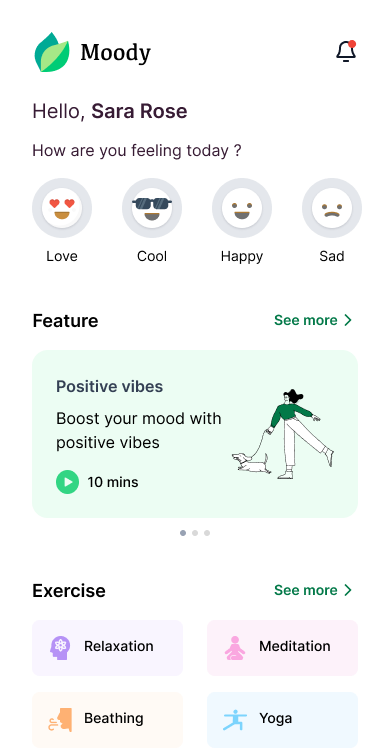 Moody
Hello, Sara Rose
How are you feeling today ?
Love
Cool
Happy
Sad
Feature
See more
Positive vibes
Boost your mood with
positive vibes
10 mins
Exercise
See more
Relaxation
Meditation
Beathing
Yoga